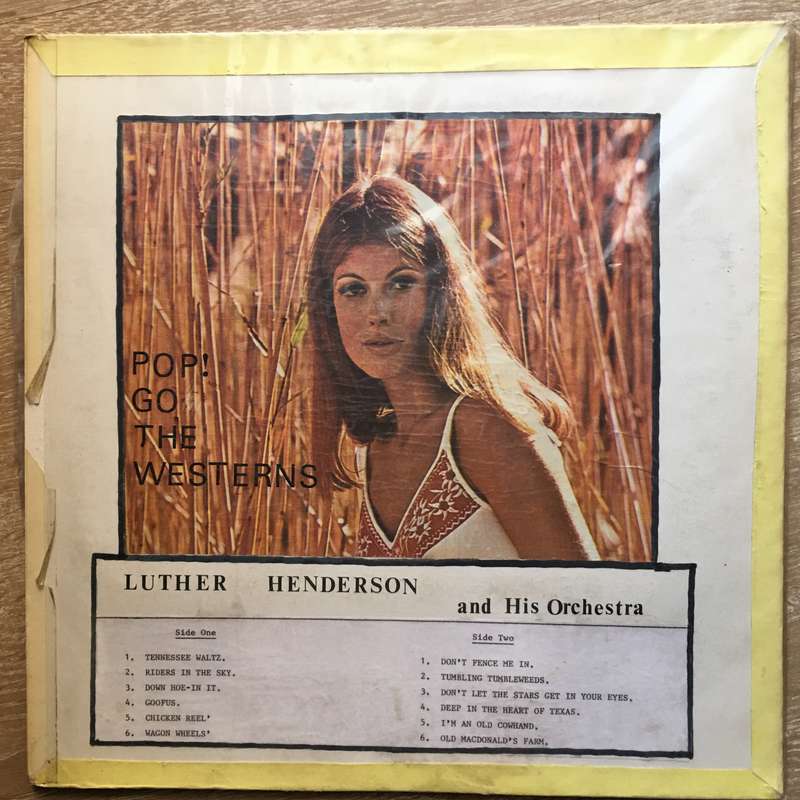 POP!
GO
THE
WESTERNS
LUTHER HENDERSON
and His Orchestra
Side One
1. TENNESSEE WALTZ.
2. RIDERS IN THE SKY.
3. DOWN HOE-IN IT.
4. GOOFUS.
5. CHICKEN REEL'
6. WAGON WHEELS'
Side Two
1. DON'T FENCE ME IN.
2. TUMBLING TUMBLEWEEDS.
3. DON'T LET THE STARS GET IN YOUR EYES.
4. DEEP IN THE HEART OF TEXAS.
5. I'M AN OLD COWHAND.
6. OLD MACDONALD'S FARM.